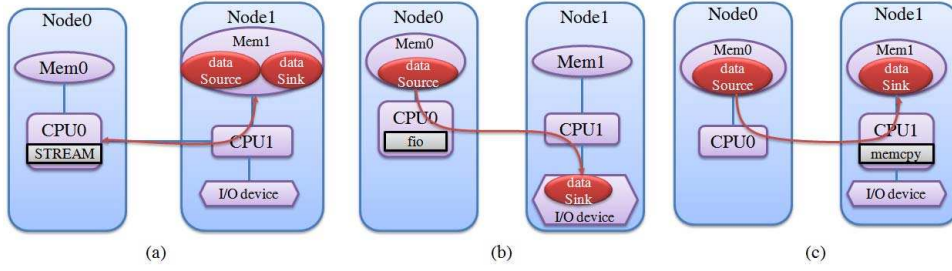 Node0
Mem0
CPU0
STREAM
Node1
Mem1
data
Source
data
Sink
CPU1
I/O device
(a)
Node0
Mem0
data
Source
CPU0
fio
Node1
Mem1
CPU1
data
Sink
I/O device
(b)
Node0
Mem0
data
Source
CPU0
Node1
Mem1
data
Sink
CPU1
memcpy
I/O device
(c)